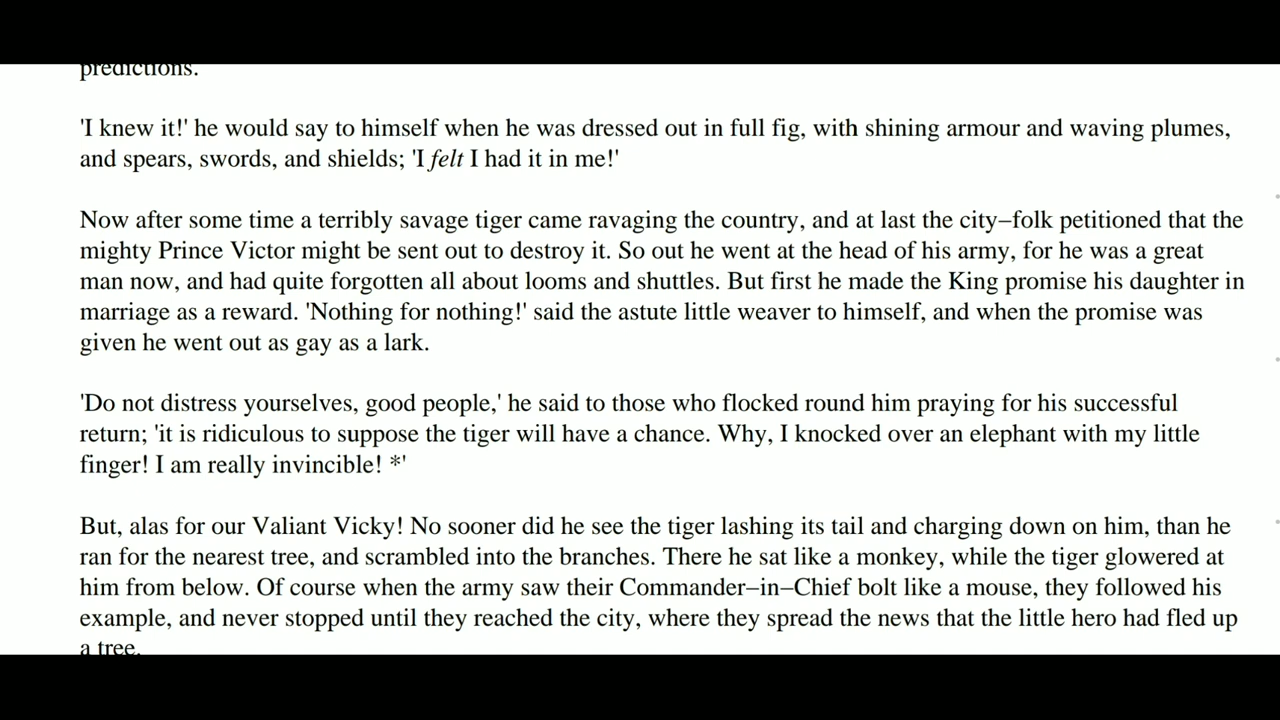 predictions.
'I knew it!' he would say to himself when he was dressed out in full fig, with shining armour and waving plumes,
and spears, swords, and shields; 'I felt I had it in me!'
Now after some time a terribly savage tiger came ravaging the country, and at last the city–folk petitioned that the
mighty Prince Victor might be sent out to destroy it. So out he went at the head of his army, for he was a great
man now, and had quite forgotten all about looms and shuttles. But first he made the King promise his daughter in
marriage as a reward. 'Nothing for nothing!' said the astute little weaver to himself, and when the promise was
given he went out as gay as a lark.
'Do not distress yourselves, good people,' he said to those who flocked round him praying for his successful
return; 'it is ridiculous to suppose the tiger will have a chance. Why, I knocked over an elephant with my little
finger! I am really invincible! *'
But, alas for our Valiant Vicky! No sooner did he see the tiger lashing its tail and charging down on him, than he
ran for the nearest tree, and scrambled into the branches. There he sat like a monkey, while the tiger glowered at
him from below. Of course when the army saw their Commander–in–Chief bolt like a mouse, they followed his
example, and never stopped until they reached the city, where they spread the news that the little hero had fled up
a tree.